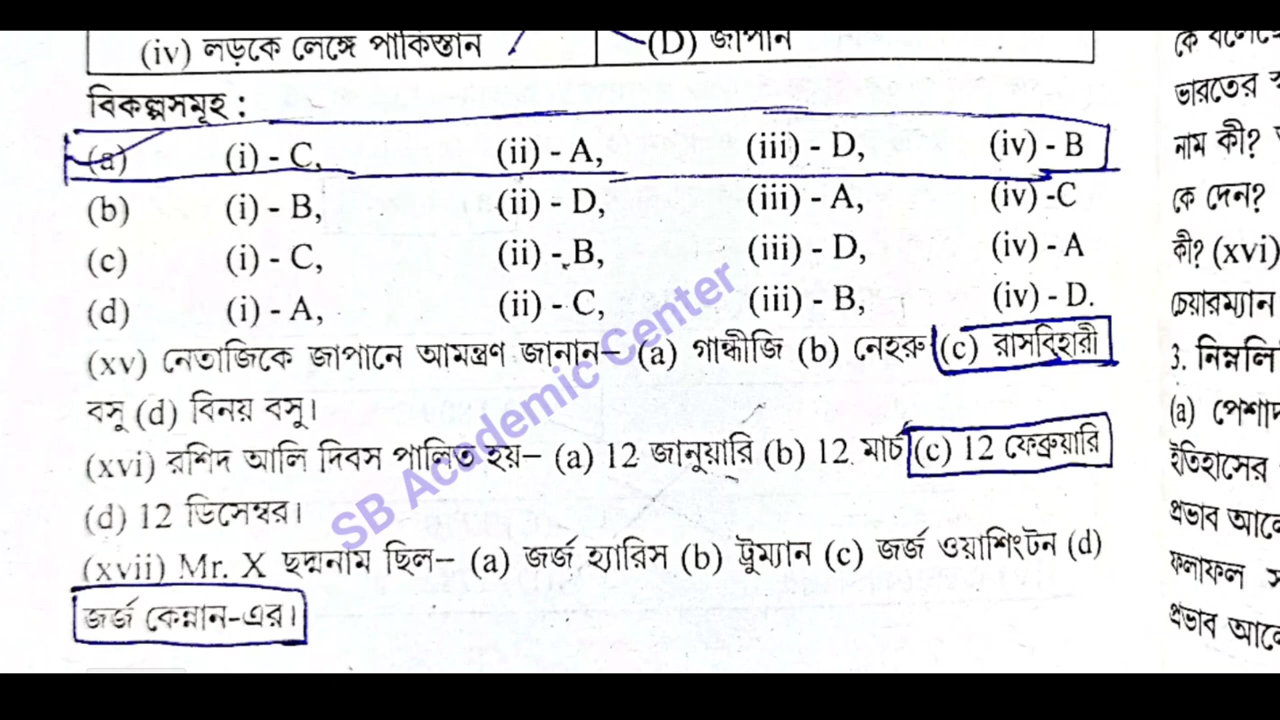 (iv) লড়কে লেঙ্গে পাকিস্তান
(D) জাপান
বিকল্পসমূহ :
(a) (i) - C, (ii) - A, (iii) - D, (iv) - B
(b) (i) - B, (ii) - D, (iii) - A, (iv) -C
(c) (i) - C, (ii) - B, (iii) - D, (iv) - A
(d) (i) - A, (ii) - C, (iii) - B, (iv) - D.
(xv) নেতাজিকে জাপানে আমন্ত্রণ জানান– (a) গান্ধীজি (b) নেহরু (c) রাসবিহারী
বসু (d) বিনয় বসু।
(xvi) রশিদ আলি দিবস পালিত হয়– (a) 12 জানুয়ারি (b) 12 মার্চ (c) 12 ফেব্রুয়ারি
(d) 12 ডিসেম্বর।
(xvii) Mr. X ছদ্মনাম ছিল– (a) জর্জ হ্যারিস (b) ট্রুম্যান (c) জর্জ ওয়াশিংটন (d)
জর্জ কেন্নান-এর।
SB Academic Center
ভারতের
নাম কী?
কে দেন?
কী? (xvi)
চেয়ারম্যান
3. নিম্নলি
(a) পেশাদ
ইতিহাসের
প্রভাব আলো
ফলাফল
প্রভাব আলো